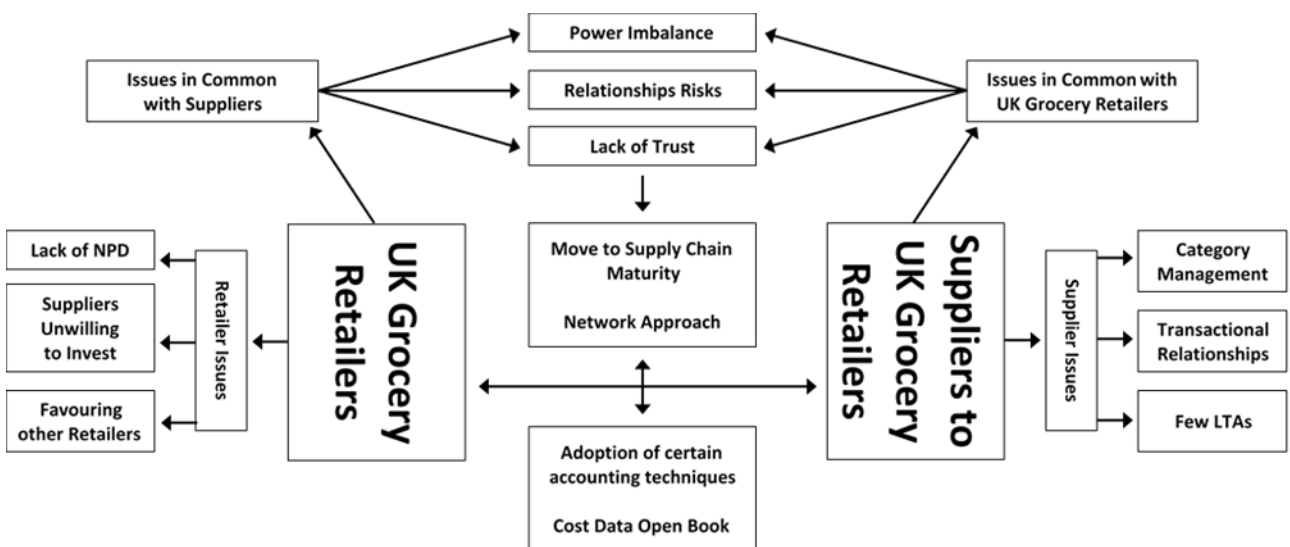 Power Imbalance
Issues in Common
with Suppliers
Relationships Risks
Issues in Common with
UK Grocery Retailers
Lack of Trust
Lack of NPD
Suppliers
Unwilling
to Invest
Favouring
other Retailers
Retailer Issues
UK Grocery
Retailers
Move to Supply Chain
Maturity
Network Approach
Adoption of certain
accounting techniques
Cost Data Open Book
Suppliers to
UK Grocery
Retailers
Supplier Issues
Category
Management
Transactional
Relationships
Few LTAs